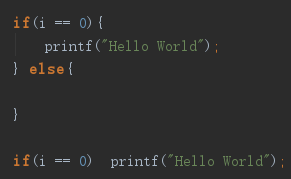 if(i == 0){
    printf("Hello World");
} else{

}

if(i == 0)  printf("Hello World");